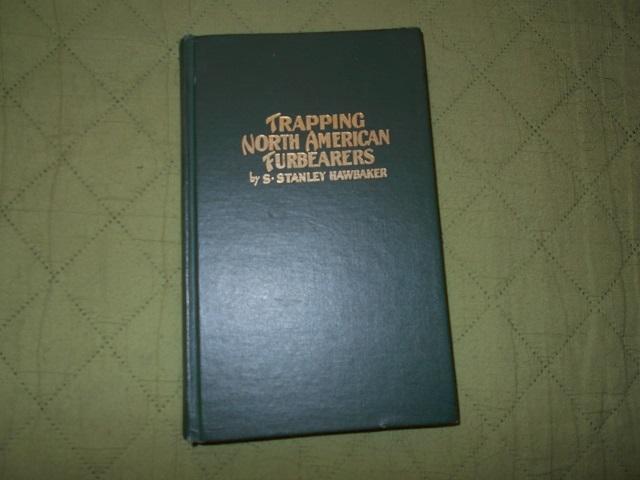 TRAPPING
NORTH AMERICAN
FURBEARERS
by S. STANLEY HAWBAKER